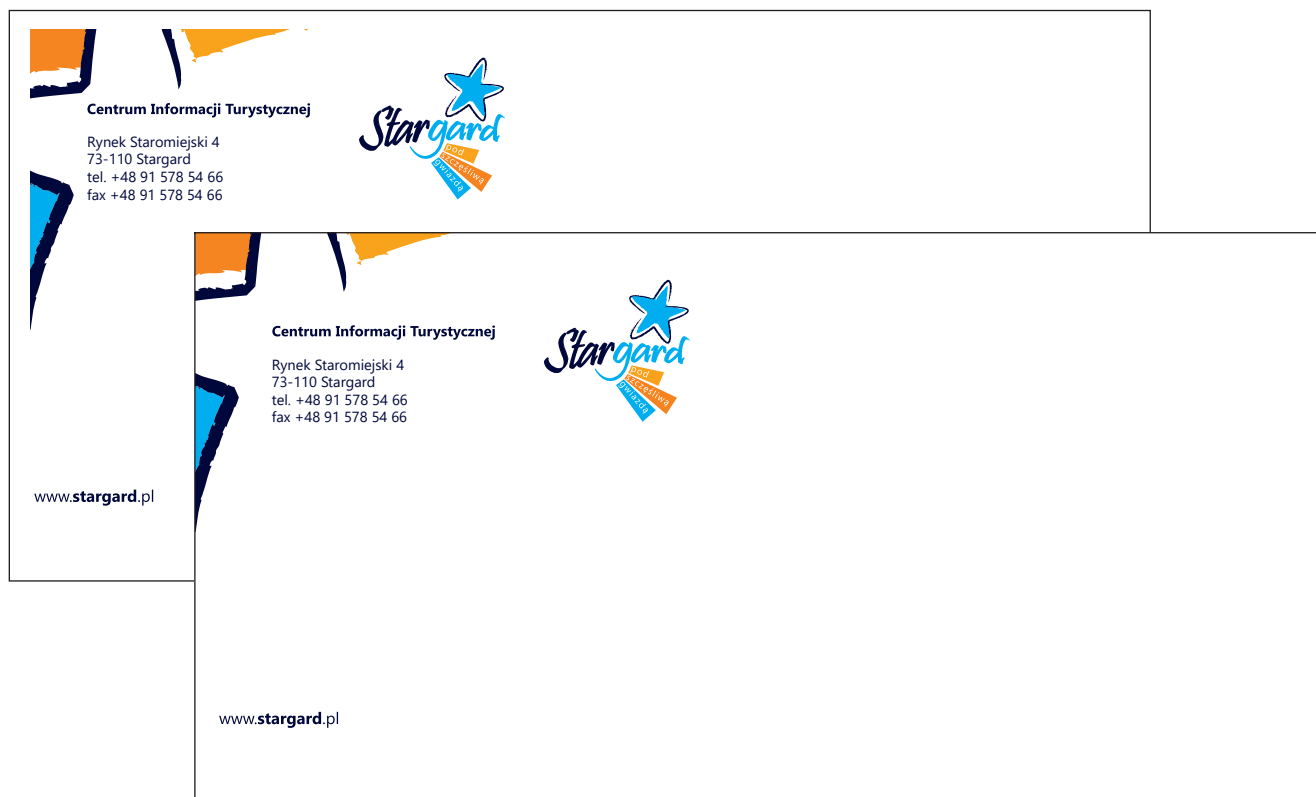 Centrum Informacji Turystycznej
Rynek Staromiejski 4
73-110 Stargard
tel. +48 91 578 54 66
fax +48 91 578 54 66
Stargard
pod
szczęśliwą
gwiazdą
www.stargard.pl
Centrum Informacji Turystycznej
Rynek Staromiejski 4
73-110 Stargard
tel. +48 91 578 54 66
fax +48 91 578 54 66
Stargard
pod
szczęśliwą
gwiazdą
www.stargard.pl